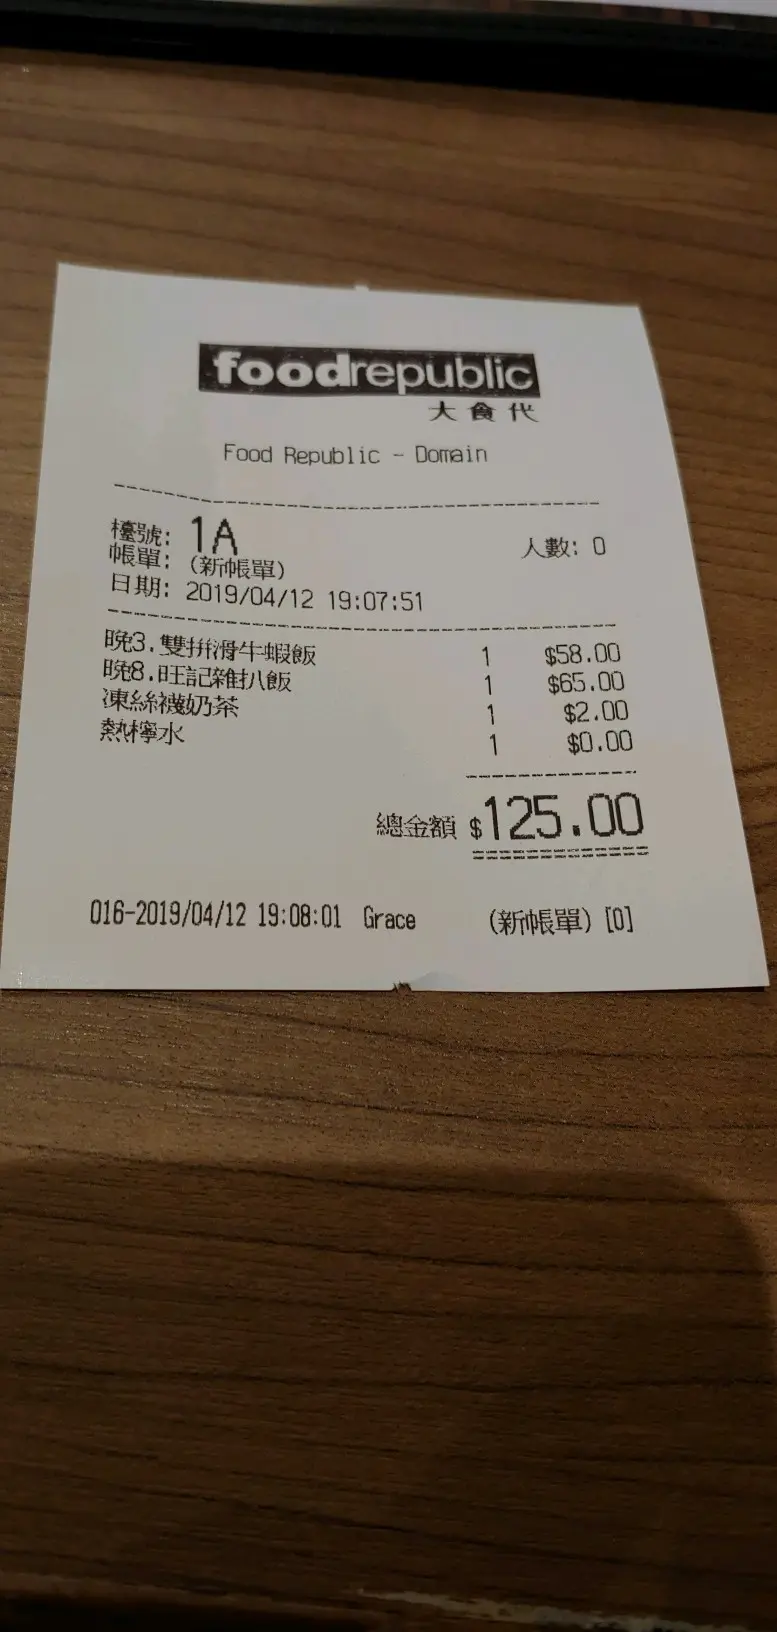 foodrepublic
大食代
Food Republic - Domain
檯號: 1A 人數: 0
帳單: (新帳單)
日期: 2019/04/12 19:07:51
晚3.雙拼滑牛蝦飯 1 $58.00
晚8.旺記雜扒飯 1 $65.00
凍絲襪奶茶 1 $2.00
熱檸水 1 $0.00
總金額 $125.00
016-2019/04/12 19:08:01 Grace (新帳單) [0]